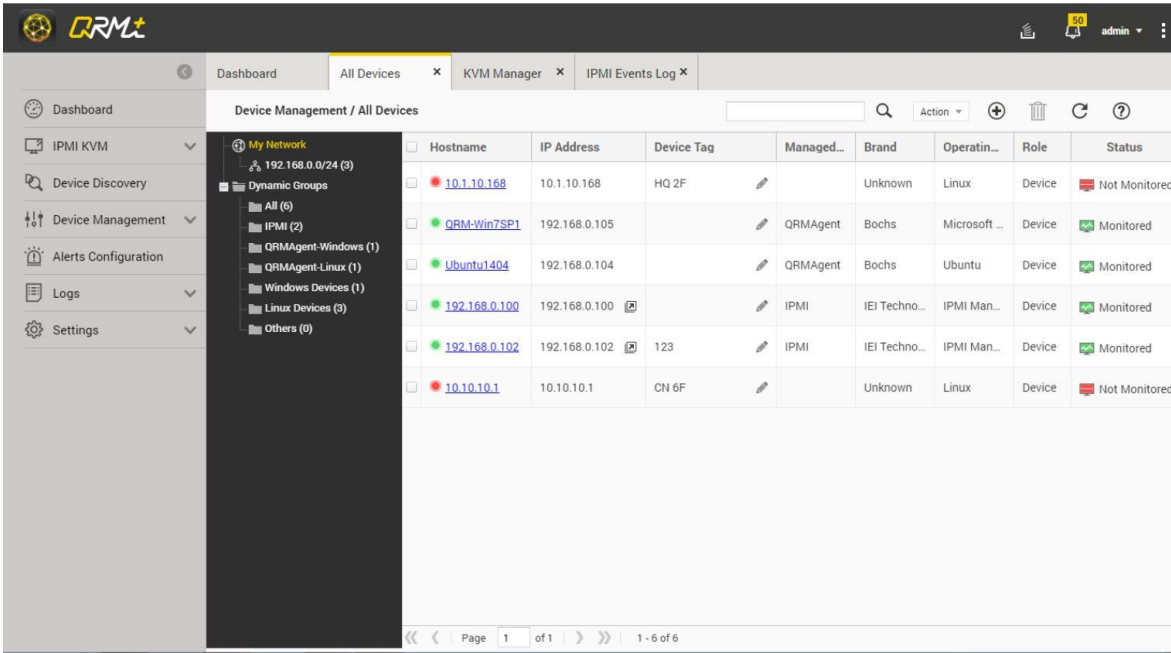 QRM+
50
admin
Dashboard
All Devices
KVM Manager
IPMI Events Log
Dashboard
IPMI KVM
Device Discovery
Device Management
Alerts Configuration
Logs
Settings
Device Management / All Devices
Action
My Network
192.168.0.0/24 (3)
Dynamic Groups
All (6)
IPMI (2)
QRMAgent-Windows (1)
QRMAgent-Linux (1)
Windows Devices (1)
Linux Devices (3)
Others (0)
Hostname IP Address Device Tag Managed... Brand Operatin... Role Status
10.1.10.168 10.1.10.168 HQ 2F Unknown Linux Device Not Monitored
QRM-Win7SP1 192.168.0.105 QRMAgent Bochs Microsoft ... Device Monitored
Ubuntu1404 192.168.0.104 QRMAgent Bochs Ubuntu Device Monitored
192.168.0.100 192.168.0.100 IPMI IEI Techno... IPMI Man... Device Monitored
192.168.0.102 192.168.0.102 123 IPMI IEI Techno... IPMI Man... Device Monitored
10.10.10.1 10.10.10.1 CN 6F Unknown Linux Device Not Monitored
Page 1 of 1 1 - 6 of 6